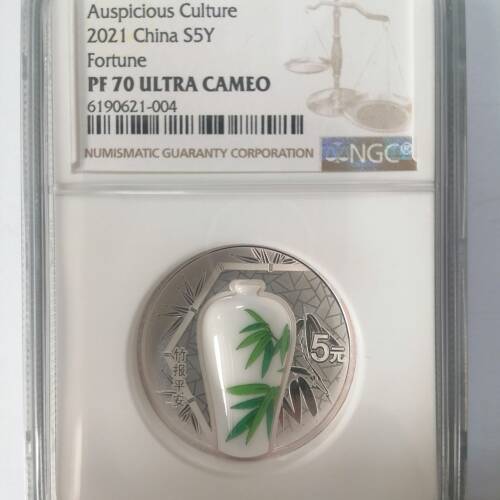 Auspicious Culture
2021 China S5Y
Fortune
PF 70 ULTRA CAMEO
6190621-004
NUMISMATIC GUARANTY CORPORATION
NGC®
5元
竹报平安